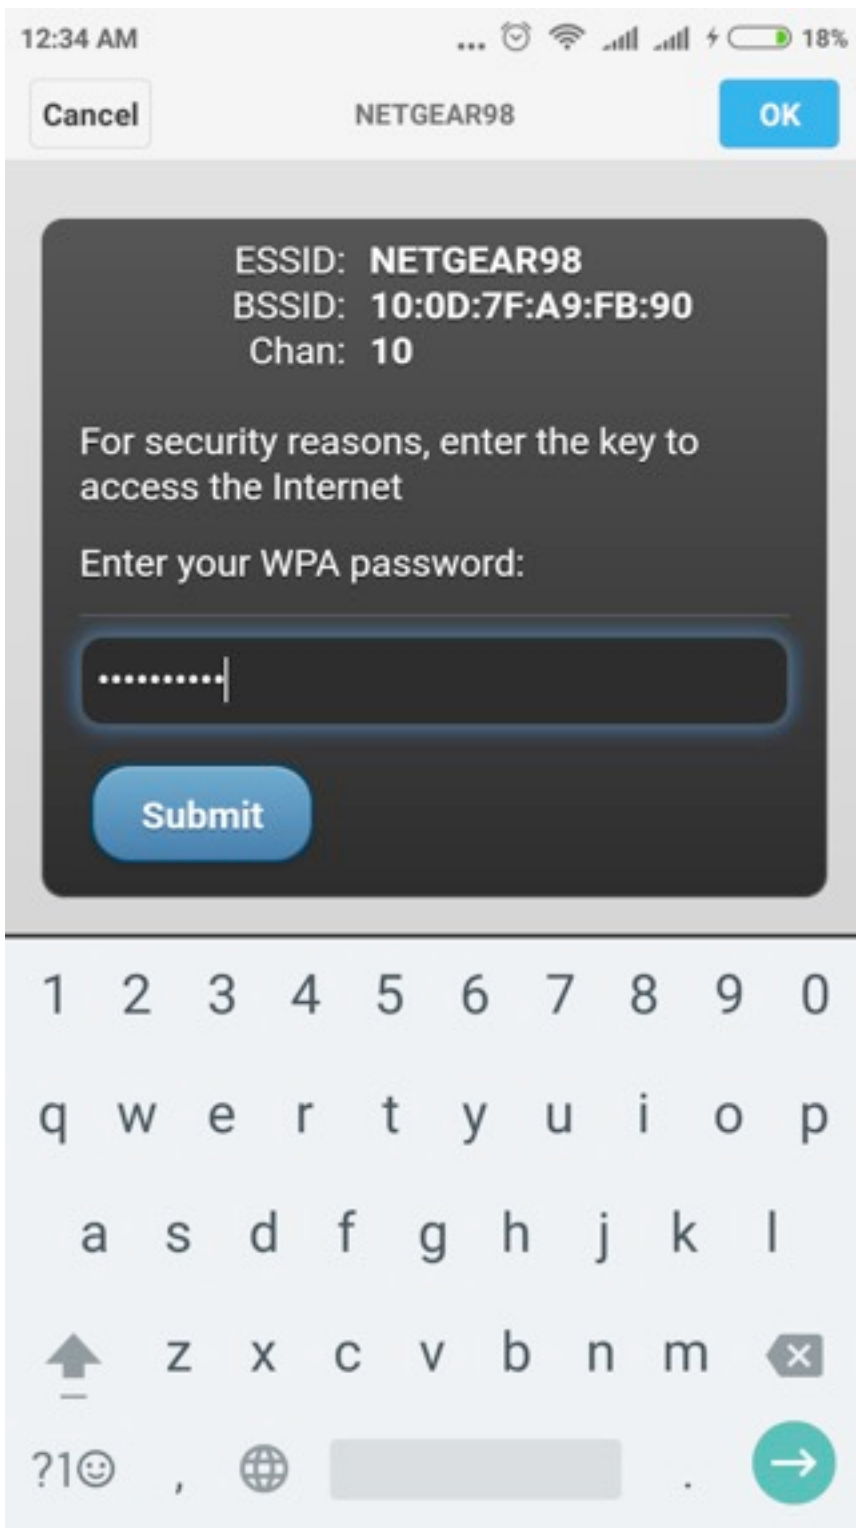 12:34 AM ... 18%
Cancel NETGEAR98 OK
ESSID: NETGEAR98
BSSID: 10:0D:7F:A9:FB:90
Chan: 10
For security reasons, enter the key to
access the Internet
Enter your WPA password:
•••••••••••
Submit
1 2 3 4 5 6 7 8 9 0
q w e r t y u i o p
a s d f g h j k l
z x c v b n m
?1☺ , .